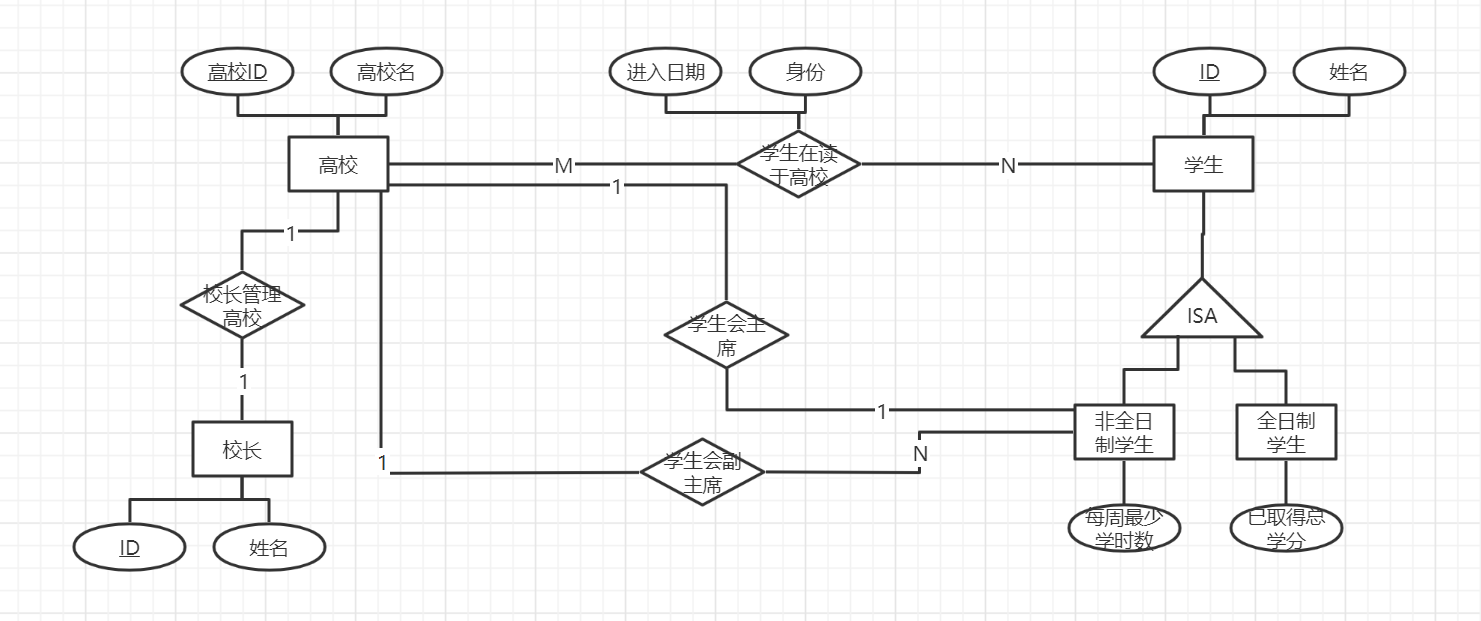 高校ID
高校名
进入日期
身份
ID
姓名
高校
M
学生在读
于高校
N
学生
1
1
校长管理
高校
学生会主
席
ISA
1
1
校长
1
学生会副
主席
N
非全日
制学生
全日制
学生
ID
姓名
每周最少
学时数
已取得总
学分